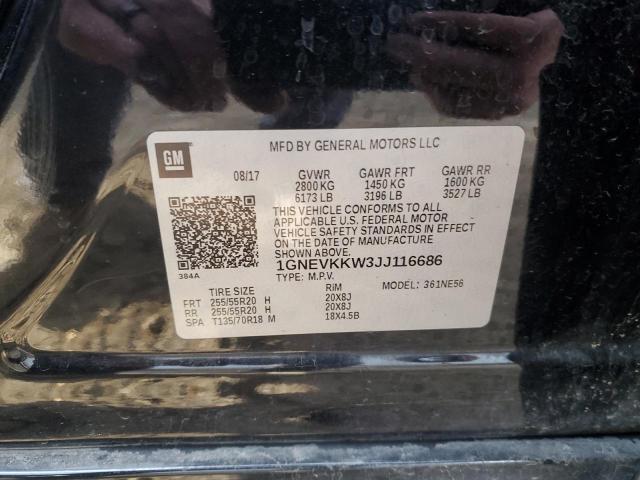 GM
MFD BY GENERAL MOTORS LLC
08/17 GVWR GAWR FRT GAWR RR
2800 KG 1450 KG 1600 KG
6173 LB 3196 LB 3527 LB
THIS VEHICLE CONFORMS TO ALL
APPLICABLE U.S. FEDERAL MOTOR
VEHICLE SAFETY STANDARDS IN EFFECT
ON THE DATE OF MANUFACTURE
SHOWN ABOVE.
1GNEVKKW3JJ116686
384A
TYPE: M.P.V.
TIRE SIZE RIM MODEL: 361NE56
FRT 255/55R20 H 20X8J
RR 255/55R20 H 20X8J
SPA T135/70R18 M 18X4.5B